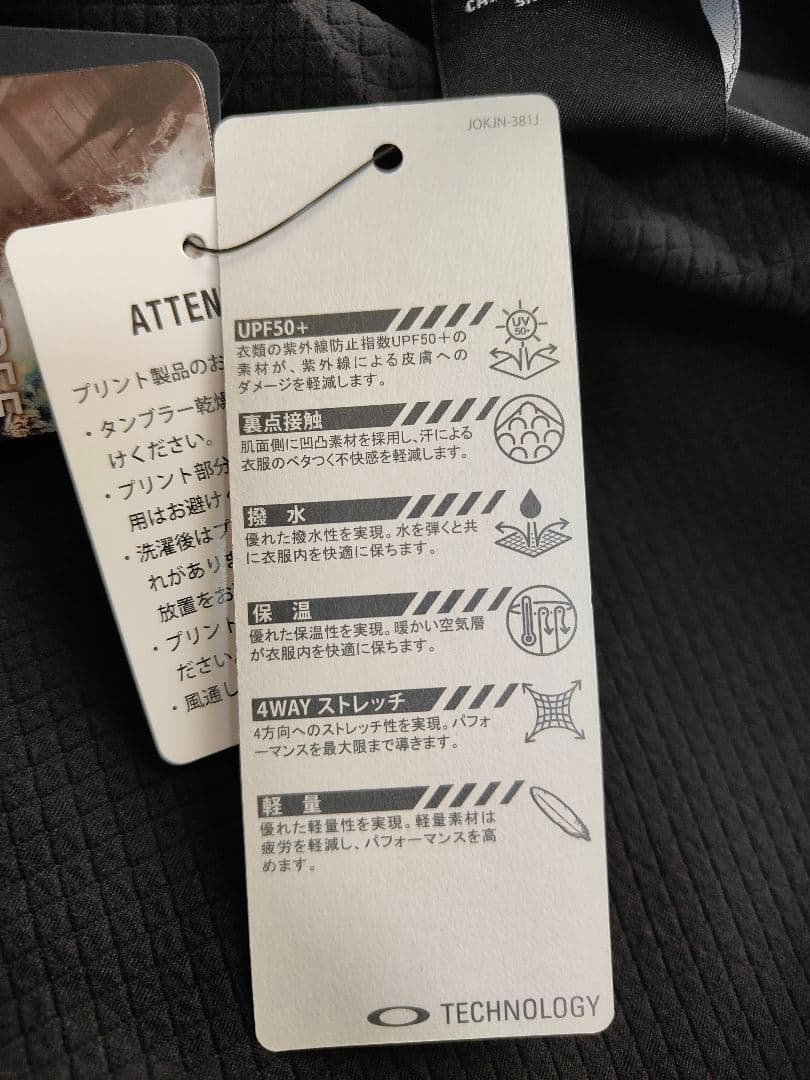 JOKJN-381J
UPF50+
衣類の紫外線防止指数UPF50+の
素材が、紫外線による皮膚への
ダメージを軽減します。
UV
50+
裏点接触
肌面側に凹凸素材を採用し、汗による
衣服のベタつく不快感を軽減します。
撥 水
優れた撥水性を実現。水を弾くと共
に衣服内を快適に保ちます。
保 温
優れた保温性を実現。暖かい空気層
が衣服内を快適に保ちます。
4WAY ストレッチ
4方向へのストレッチ性を実現。パフォ
ーマンスを最大限まで導きます。
軽 量
優れた軽量性を実現。軽量素材は
疲労を軽減し、パフォーマンスを高
めます。
TECHNOLOGY
ATTEN
プリント製品のお
・タンブラー乾燥
けください。
・プリント部分
用はお避けく
・洗濯後はプ
れがありま
放置をお
・プリント
ださい。
・風通し